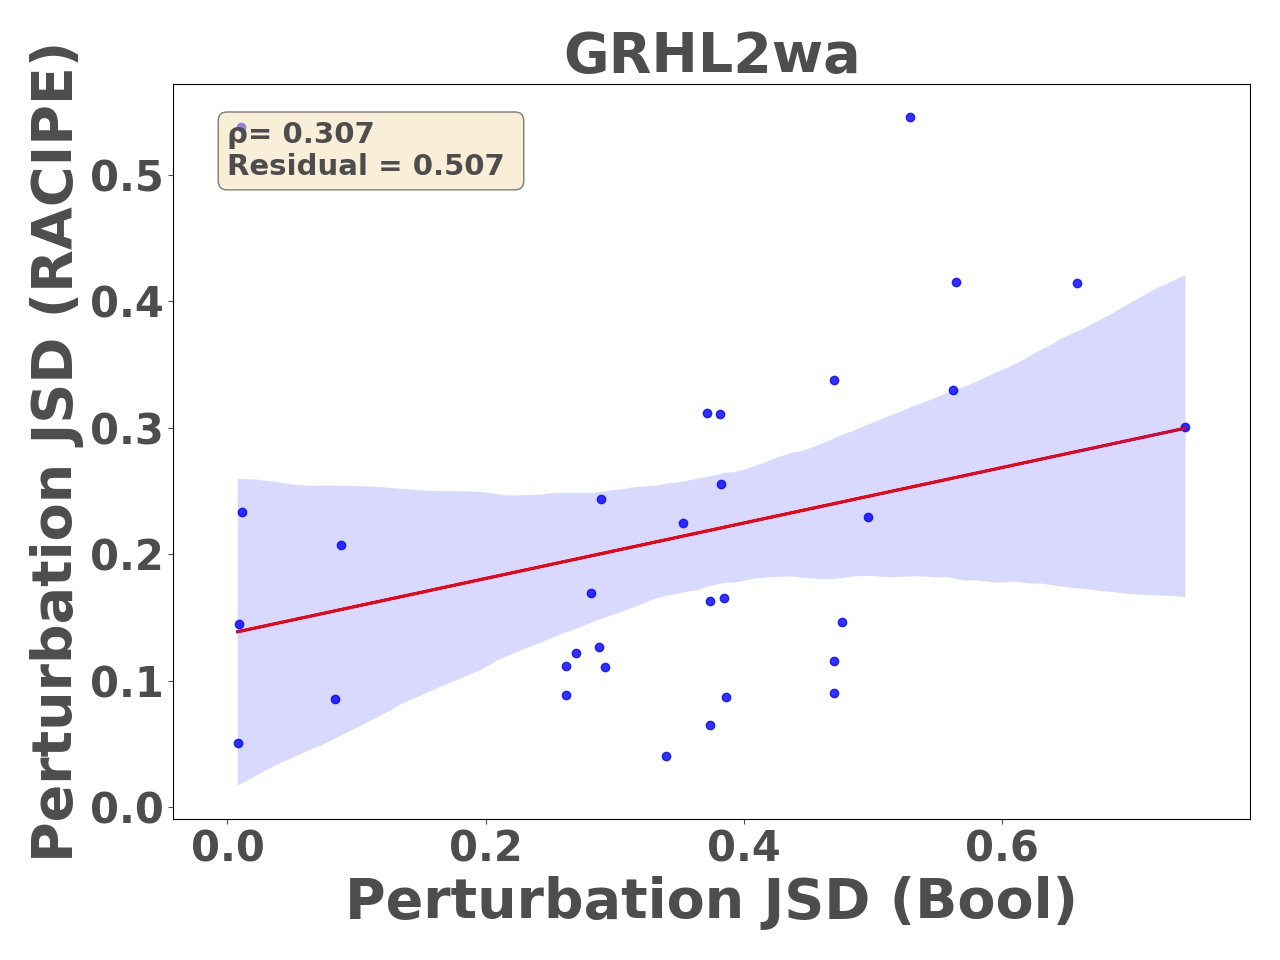 GRHL2wa
ρ= 0.307
Residual = 0.507
Perturbation JSD (RACIPE)
0.5
0.4
0.3
0.2
0.1
0.0
0.0 0.2 0.4 0.6
Perturbation JSD (Bool)